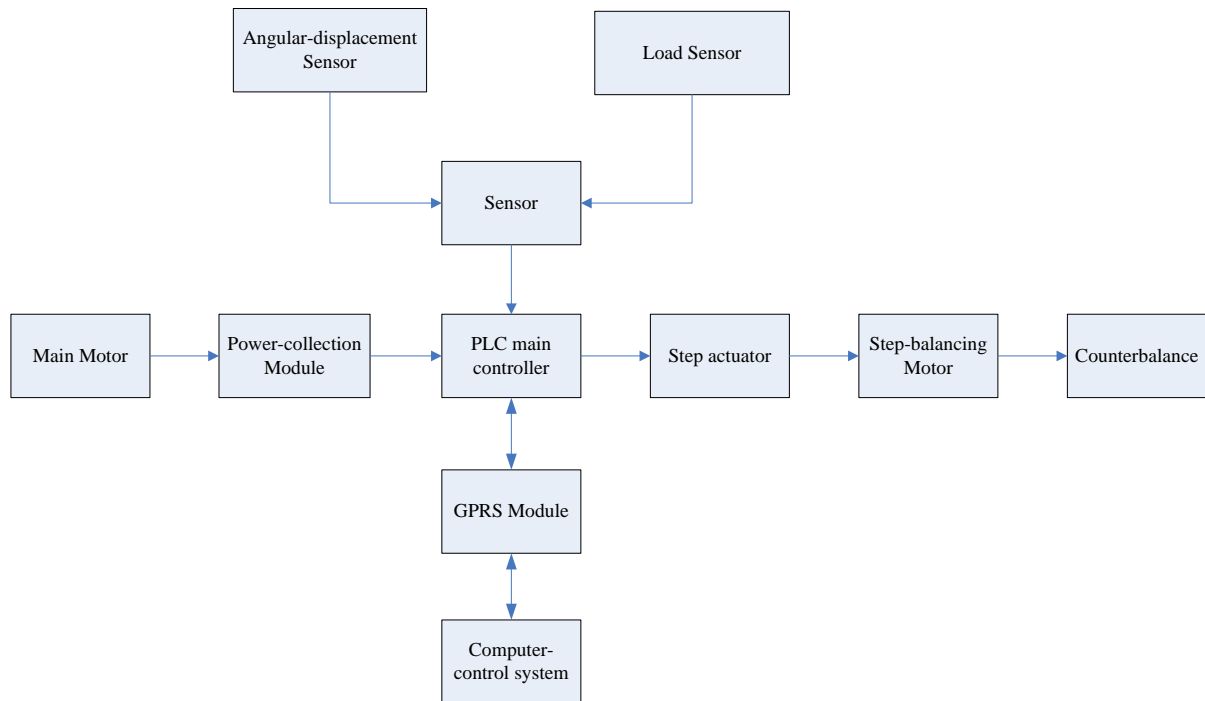 Angular-displacement
Sensor
Load Sensor
Sensor
Main Motor
Power-collection
Module
PLC main
controller
Step actuator
Step-balancing
Motor
Counterbalance
GPRS Module
Computer-
control system